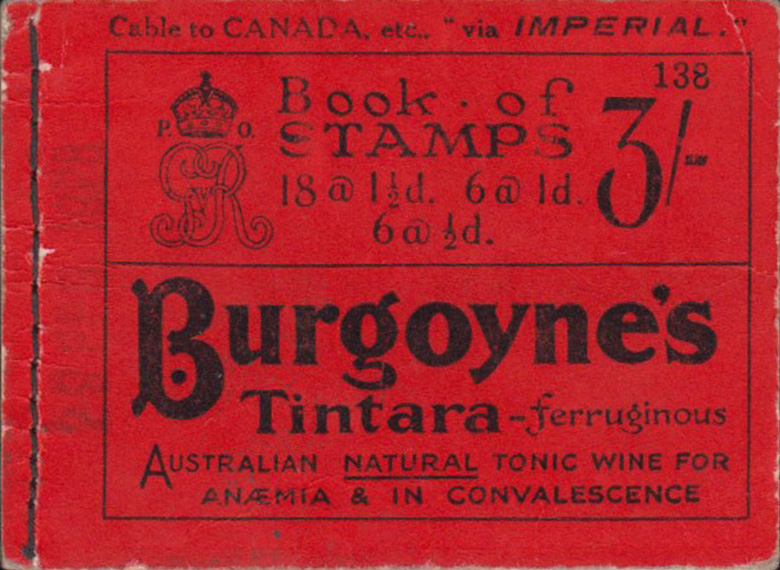 Cable to CANADA, etc., "via IMPERIAL."
138
P. O.
GR
Book · of
STAMPS
3/-
18 @ 1½d. 6 @ 1d.
6 @ ½d.
Burgoyne's
Tintara-ferruginous
AUSTRALIAN NATURAL TONIC WINE FOR
ANÆMIA & IN CONVALESCENCE